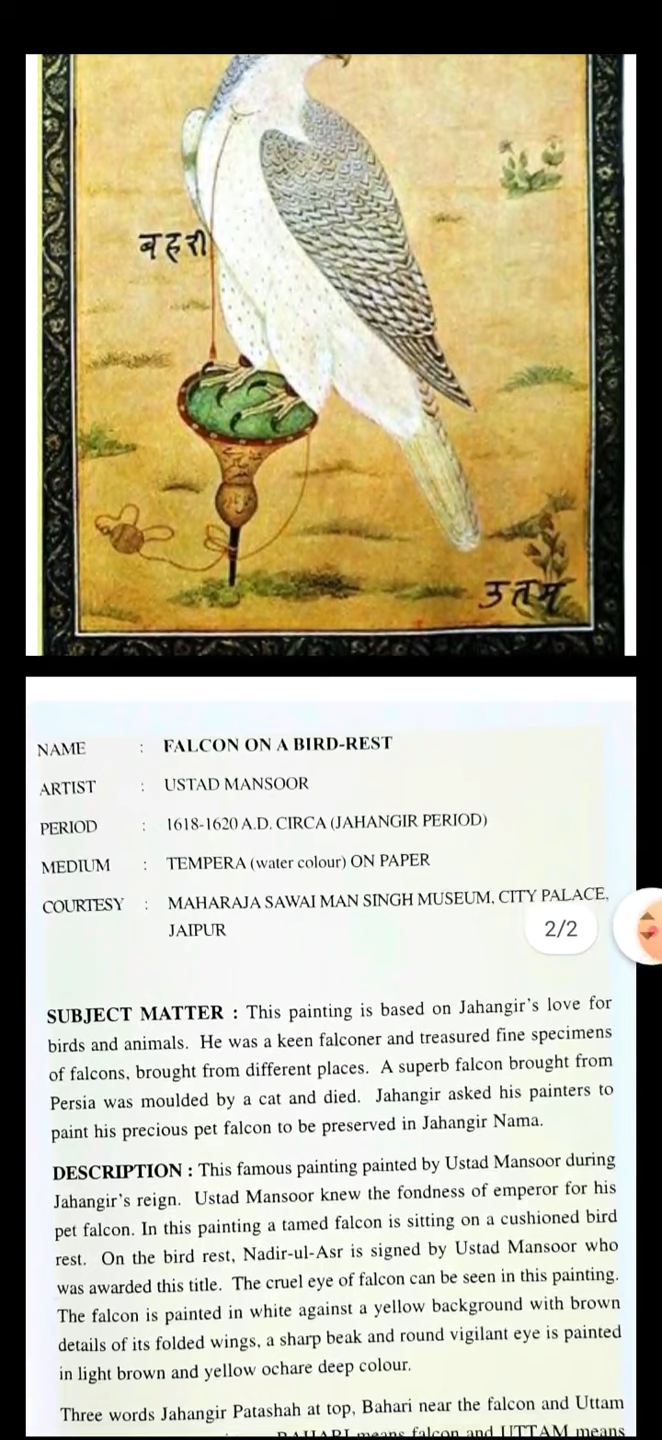 बहरी
उतम
NAME : FALCON ON A BIRD-REST
ARTIST : USTAD MANSOOR
PERIOD : 1618-1620 A.D. CIRCA (JAHANGIR PERIOD)
MEDIUM : TEMPERA (water colour) ON PAPER
COURTESY : MAHARAJA SAWAI MAN SINGH MUSEUM, CITY PALACE,
JAIPUR
2/2
SUBJECT MATTER : This painting is based on Jahangir's love for
birds and animals. He was a keen falconer and treasured fine specimens
of falcons, brought from different places. A superb falcon brought from
Persia was moulded by a cat and died. Jahangir asked his painters to
paint his precious pet falcon to be preserved in Jahangir Nama.
DESCRIPTION : This famous painting painted by Ustad Mansoor during
Jahangir's reign. Ustad Mansoor knew the fondness of emperor for his
pet falcon. In this painting a tamed falcon is sitting on a cushioned bird
rest. On the bird rest, Nadir-ul-Asr is signed by Ustad Mansoor who
was awarded this title. The cruel eye of falcon can be seen in this painting.
The falcon is painted in white against a yellow background with brown
details of its folded wings, a sharp beak and round vigilant eye is painted
in light brown and yellow ochare deep colour.
Three words Jahangir Patashah at top, Bahari near the falcon and Uttam
BAHARI means falcon and UTTAM means